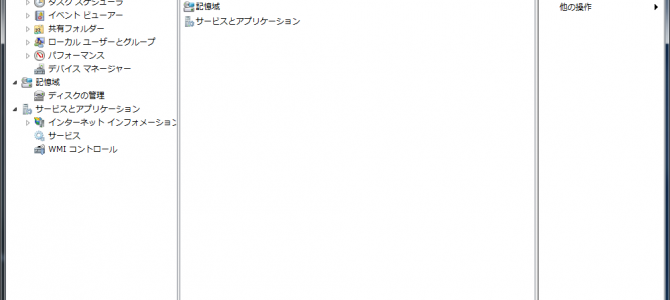 タスク スケジューラ
イベント ビューアー
共有フォルダー
ローカル ユーザーとグループ
パフォーマンス
デバイス マネージャー
記憶域
ディスクの管理
サービスとアプリケーション
インターネット インフォメーション
サービス
WMI コントロール
記憶域
サービスとアプリケーション
他の操作